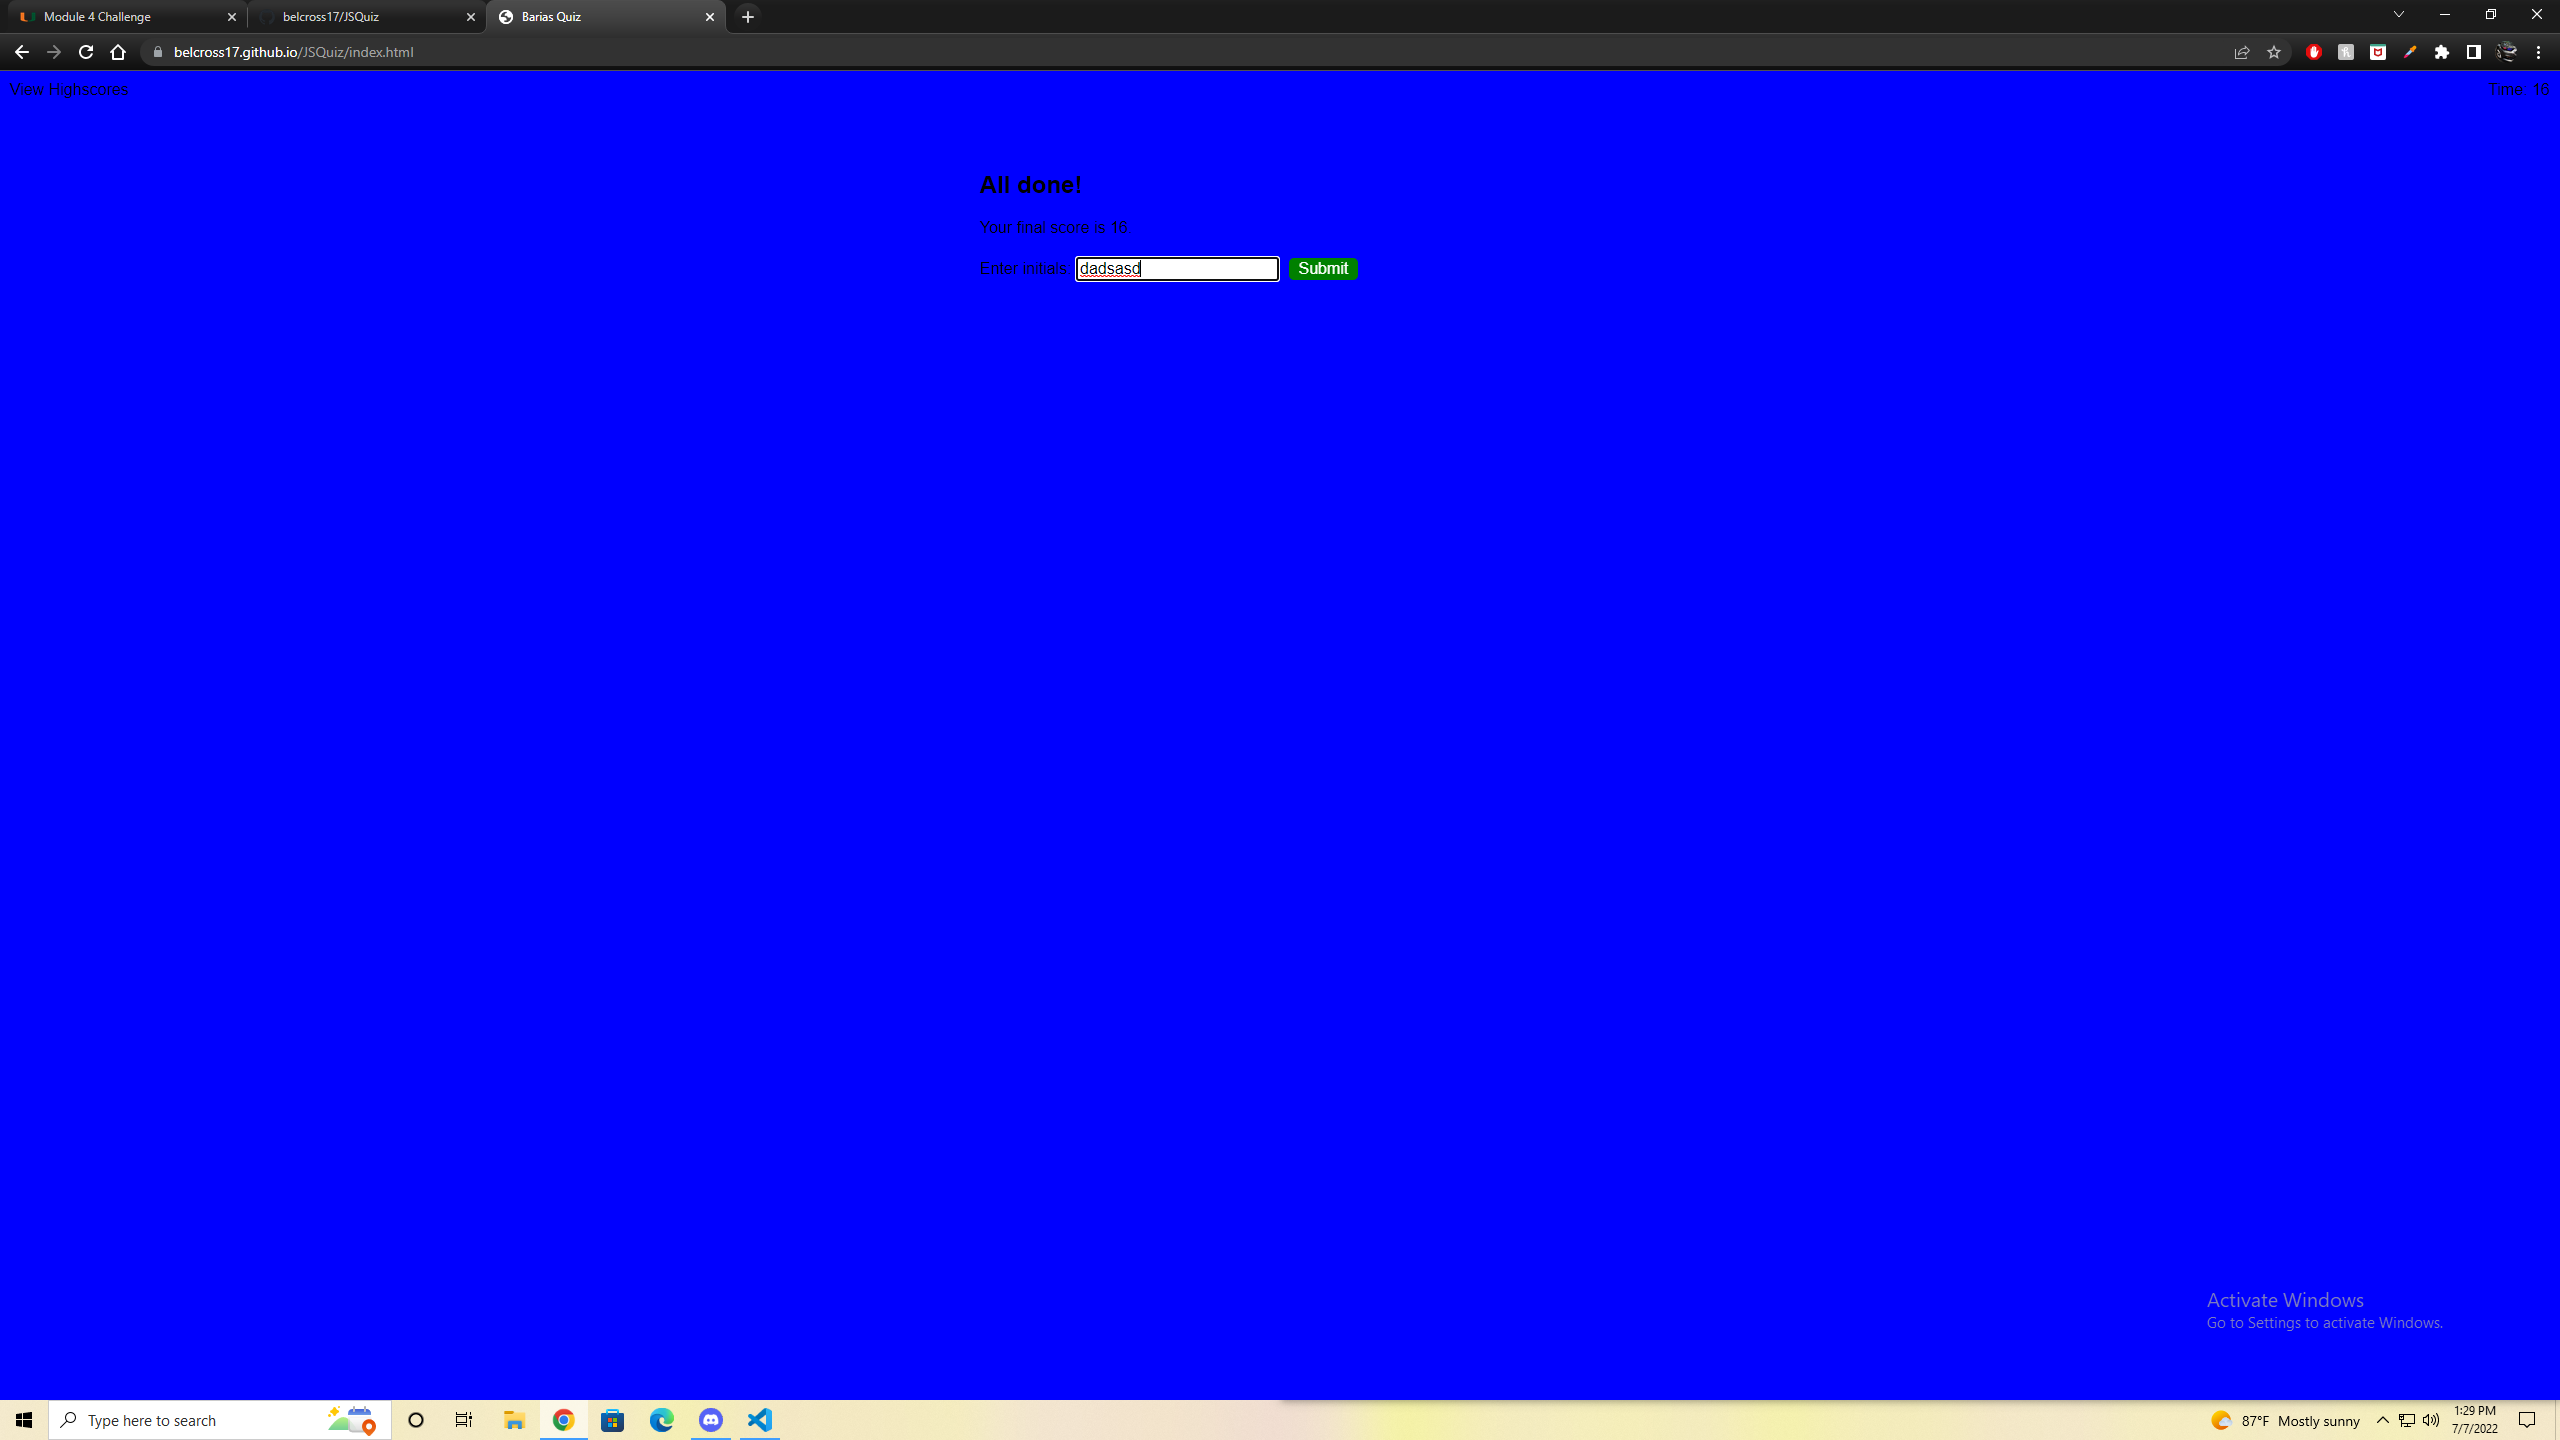 Module 4 Challenge
belcross17/JSQuiz
Barias Quiz
belcross17.github.io/JSQuiz/index.html
View Highscores
Time: 16
All done!
Your final score is 16.
Enter initials:
dadsasd
Submit
Activate Windows
Go to Settings to activate Windows.
Type here to search
87°F Mostly sunny
1:29 PM
7/7/2022